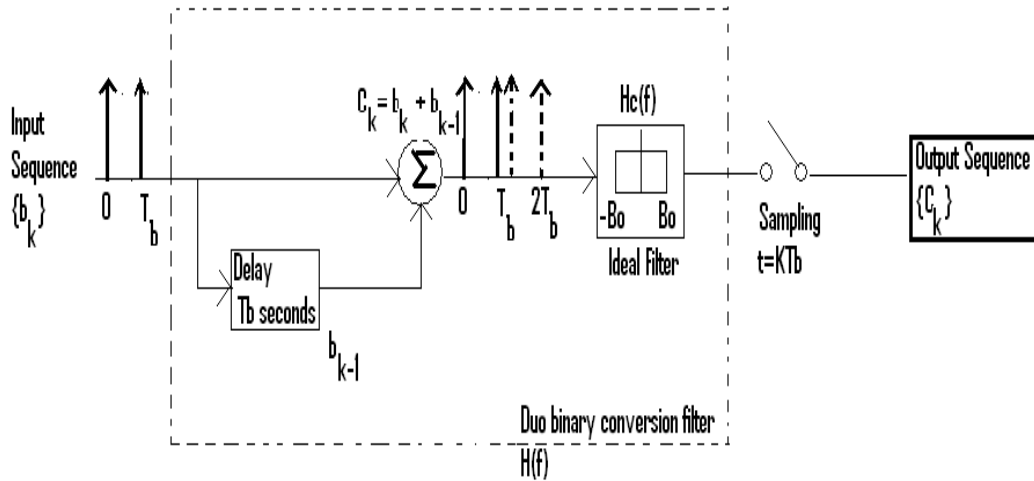 Input
Sequence
{b_k}
0
T_b
C_k = b_k + b_k-1
Σ
0
T_b
2T_b
Delay
Tb seconds
b_k-1
Hc(f)
-Bo Bo
Ideal Filter
Sampling
t=KTb
Output Sequence
{C_k}
Duo binary conversion filter
H(f)